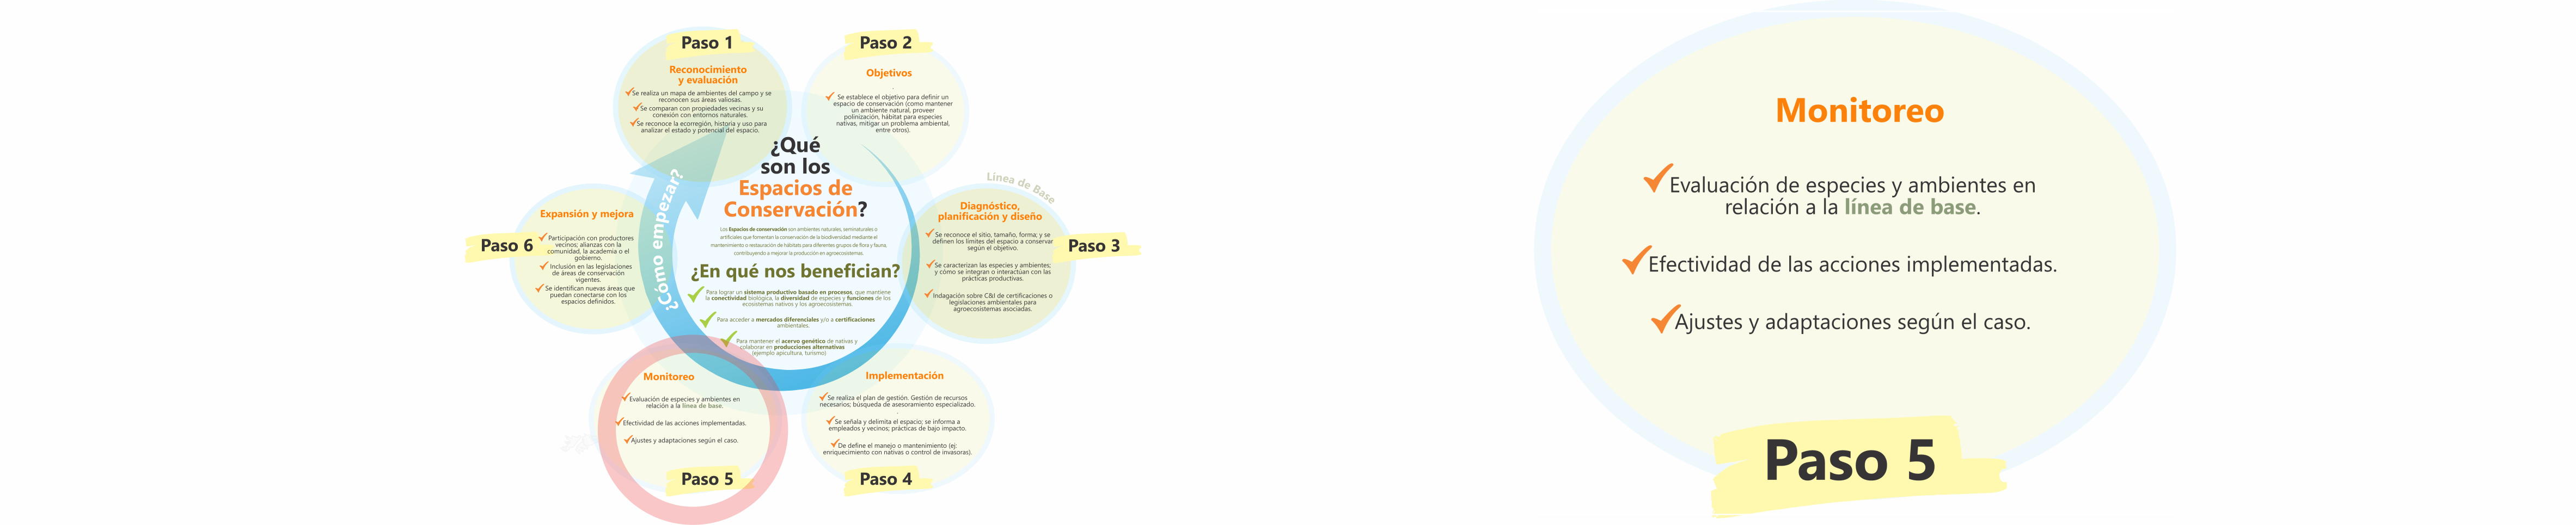 Paso 1
Reconocimiento
y evaluación
Se realiza un mapa de ambientes del campo y se
reconocen sus áreas valiosas.
Se comparan con propiedades vecinas y su
conexión con entornos naturales.
Se reconoce la ecorregión, historia y uso para
analizar el estado y potencial del espacio.
Paso 2
Objetivos
Se establece el objetivo para definir un
espacio de conservación (como mantener
un ambiente natural, proveer
polinización, hábitat para especies
nativas, mitigar un problema ambiental,
entre otros).
¿Qué
son los
Espacios de
Conservación?
Los Espacios de conservación son ambientes naturales, seminaturales o
artificiales que fomentan la conservación de la biodiversidad mediante el
mantenimiento o restauración de hábitats para diferentes grupos de flora y fauna,
contribuyendo a mejorar la producción en agroecosistemas.
¿En qué nos benefician?
Para lograr un sistema productivo basado en procesos, que mantiene
la conectividad biológica, la diversidad de especies y funciones de los
ecosistemas nativos y los agroecosistemas.
Para acceder a mercados diferenciales y/o a certificaciones
ambientales.
Para mantener el acervo genético de nativas y
colaborar en producciones alternativas
(ejemplo apicultura, turismo)
¿Cómo empezar?
Línea de Base
Diagnóstico,
planificación y diseño
Se reconoce el sitio, tamaño, forma; y se
definen los límites del espacio a conservar
según el objetivo.
Se caracterizan las especies y ambientes;
y cómo se integran o interactúan con las
prácticas productivas.
Indagación sobre C&I de certificaciones o
legislaciones ambientales para
agroecosistemas asociadas.
Paso 3
Implementación
Se realiza el plan de gestión. Gestión de recursos
necesarios; búsqueda de asesoramiento especializado.
Se señala y delimita el espacio; se informa a
empleados y vecinos; prácticas de bajo impacto.
De define el manejo o mantenimiento (ej:
enriquecimiento con nativas o control de invasoras).
Paso 4
Monitoreo
Evaluación de especies y ambientes en
relación a la línea de base.
Efectividad de las acciones implementadas.
Ajustes y adaptaciones según el caso.
Paso 5
Expansión y mejora
Participación con productores
vecinos; alianzas con la
comunidad, la academia o el
gobierno.
Inclusión en las legislaciones
de áreas de conservación
vigentes.
Se identifican nuevas áreas que
puedan conectarse con los
espacios definidos.
Paso 6
Monitoreo
Evaluación de especies y ambientes en
relación a la línea de base.
Efectividad de las acciones implementadas.
Ajustes y adaptaciones según el caso.
Paso 5